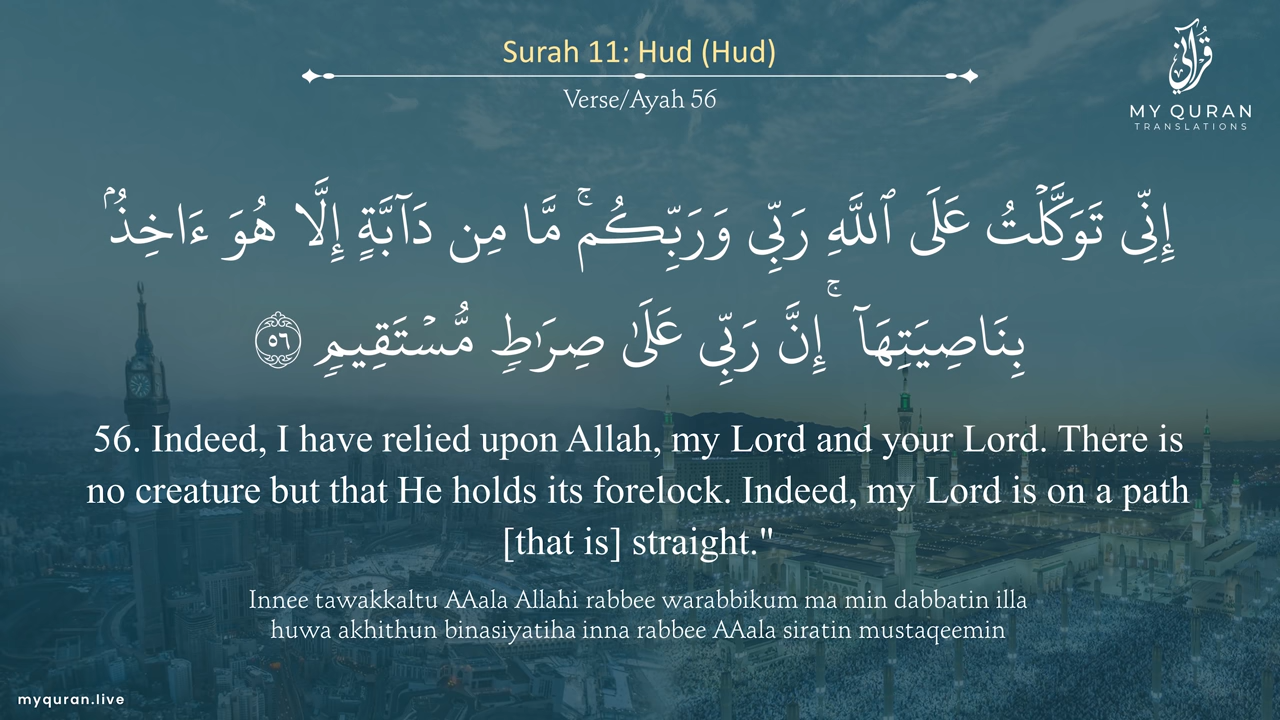 Surah 11: Hud (Hud)
Verse/Ayah 56
قرآني
MY QURAN
TRANSLATIONS
إِنِّي تَوَكَّلۡتُ عَلَى ٱللَّهِ رَبِّي وَرَبِّكُمۚ مَّا مِن دَآبَّةٍ إِلَّا هُوَ ءَاخِذُۢ
بِنَاصِيَتِهَآۚ إِنَّ رَبِّي عَلَىٰ صِرَٰطٖ مُّسۡتَقِيمٖ ٥٦
56. Indeed, I have relied upon Allah, my Lord and your Lord. There is
no creature but that He holds its forelock. Indeed, my Lord is on a path
[that is] straight."
Innee tawakkaltu AAala Allahi rabbee warabbikum ma min dabbatin illa
huwa akhithun binasiyatiha inna rabbee AAala siratin mustaqeemin
myquran.live